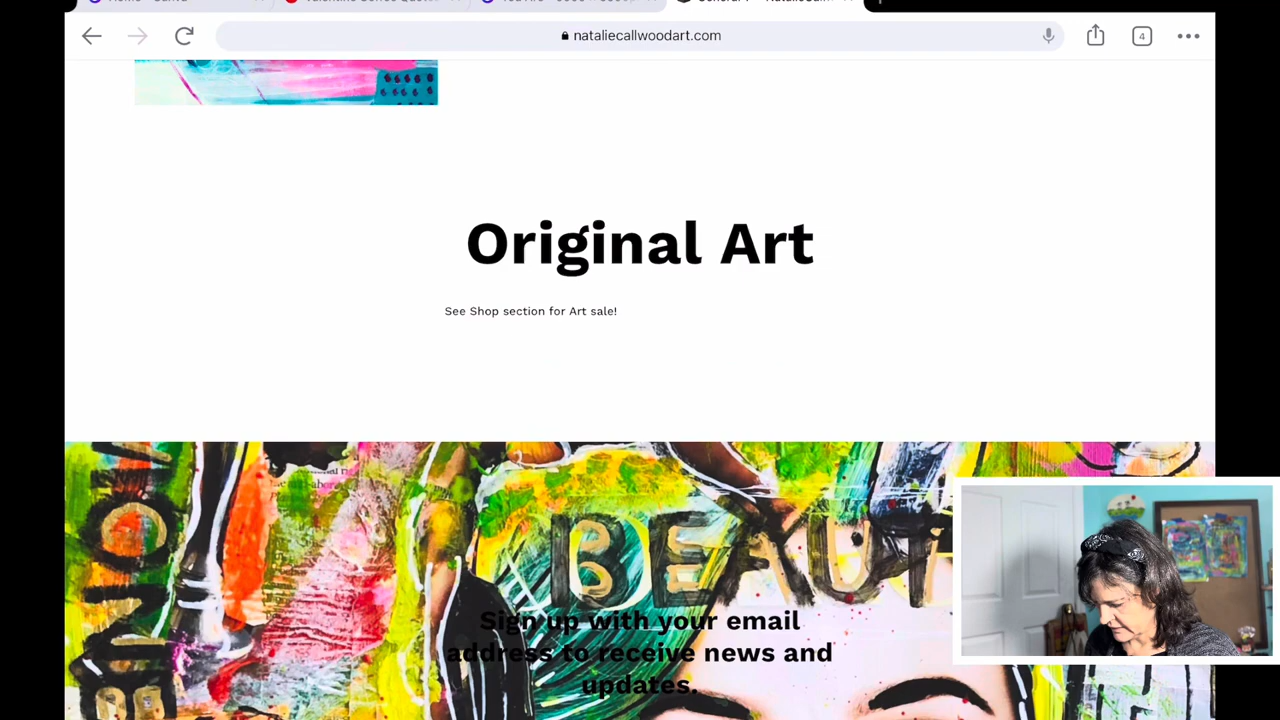 nataliecallwoodart.com
4
Original Art
See Shop section for Art sale!
BEAUT
Sign up with your email
address to receive news and
updates.